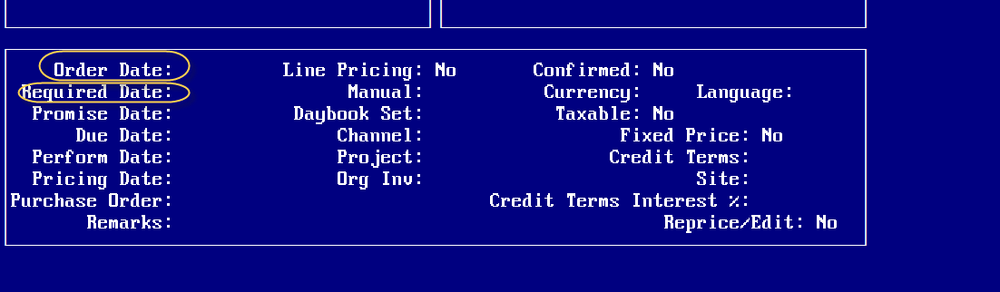 Order Date: Line Pricing: No Confirmed: No
Required Date: Manual: Currency: Language:
Promise Date: Daybook Set: Taxable: No
Due Date: Channel: Fixed Price: No
Perform Date: Project: Credit Terms:
Pricing Date: Org Inv: Site:
Purchase Order: Credit Terms Interest %:
Remarks: Reprice/Edit: No